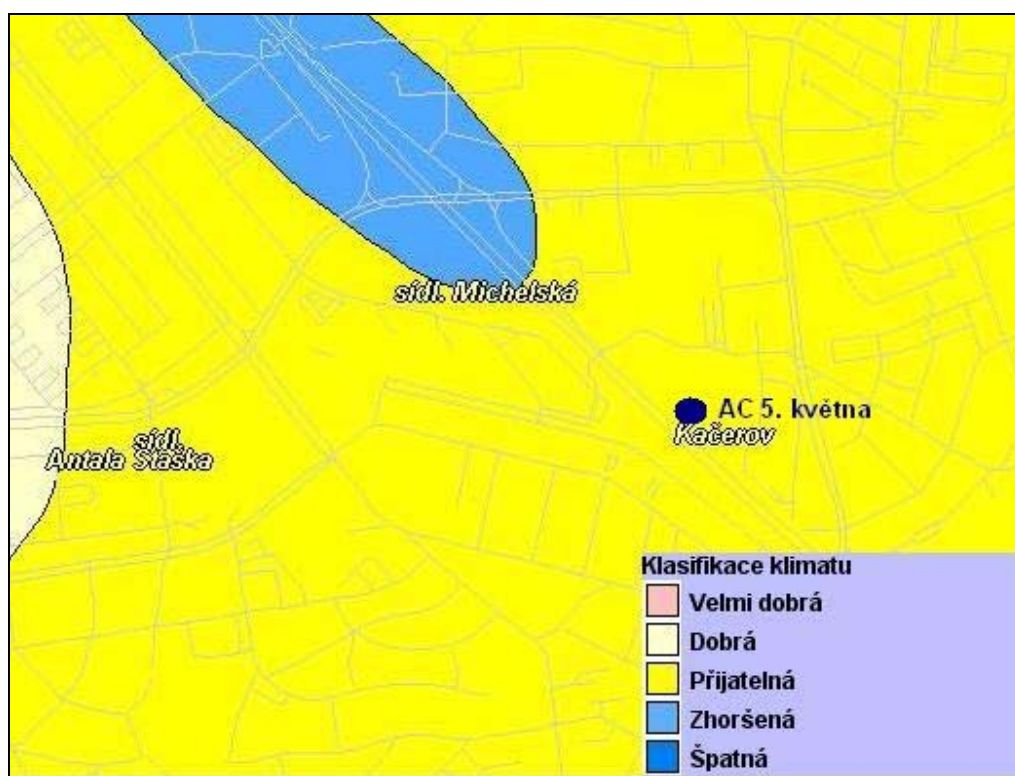 sídl. Michelská
AC 5. května
Kačerov
sídl.
Antala Staška
Klasifikace klimatu
Velmi dobrá
Dobrá
Přijatelná
Zhoršená
Špatná